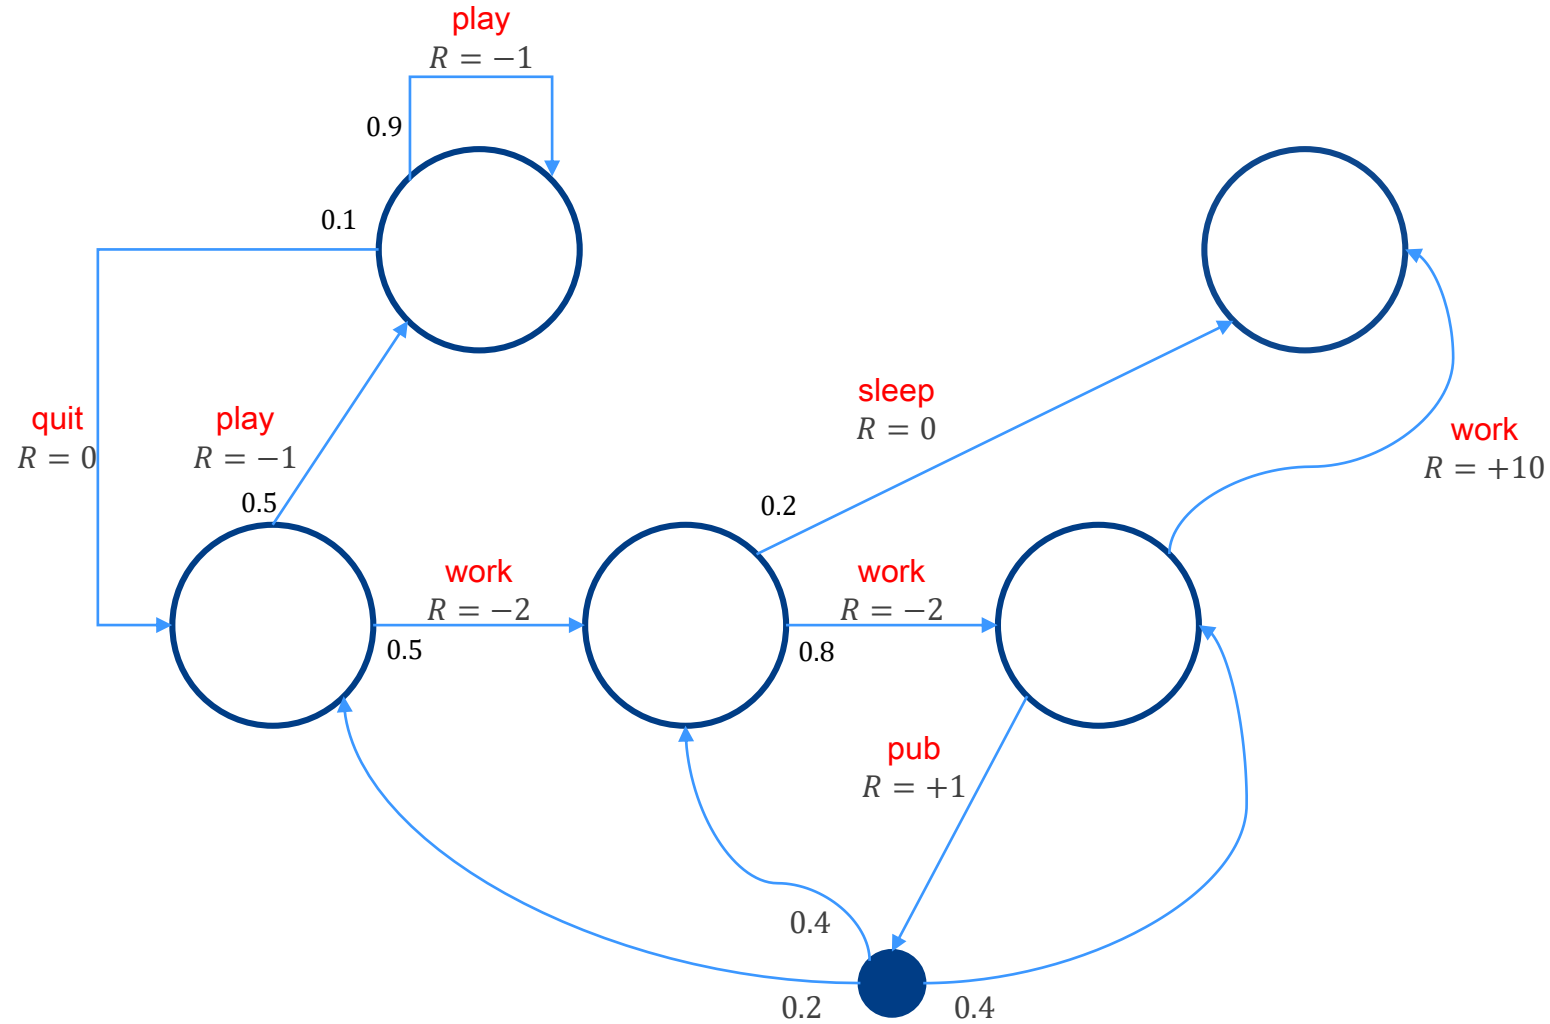 play
R = −1
0.9
0.1
sleep
R = 0
quit
R = 0
play
R = −1
work
R = +10
0.5
0.2
work
R = −2
0.5
work
R = −2
0.8
pub
R = +1
0.4
0.2
0.4